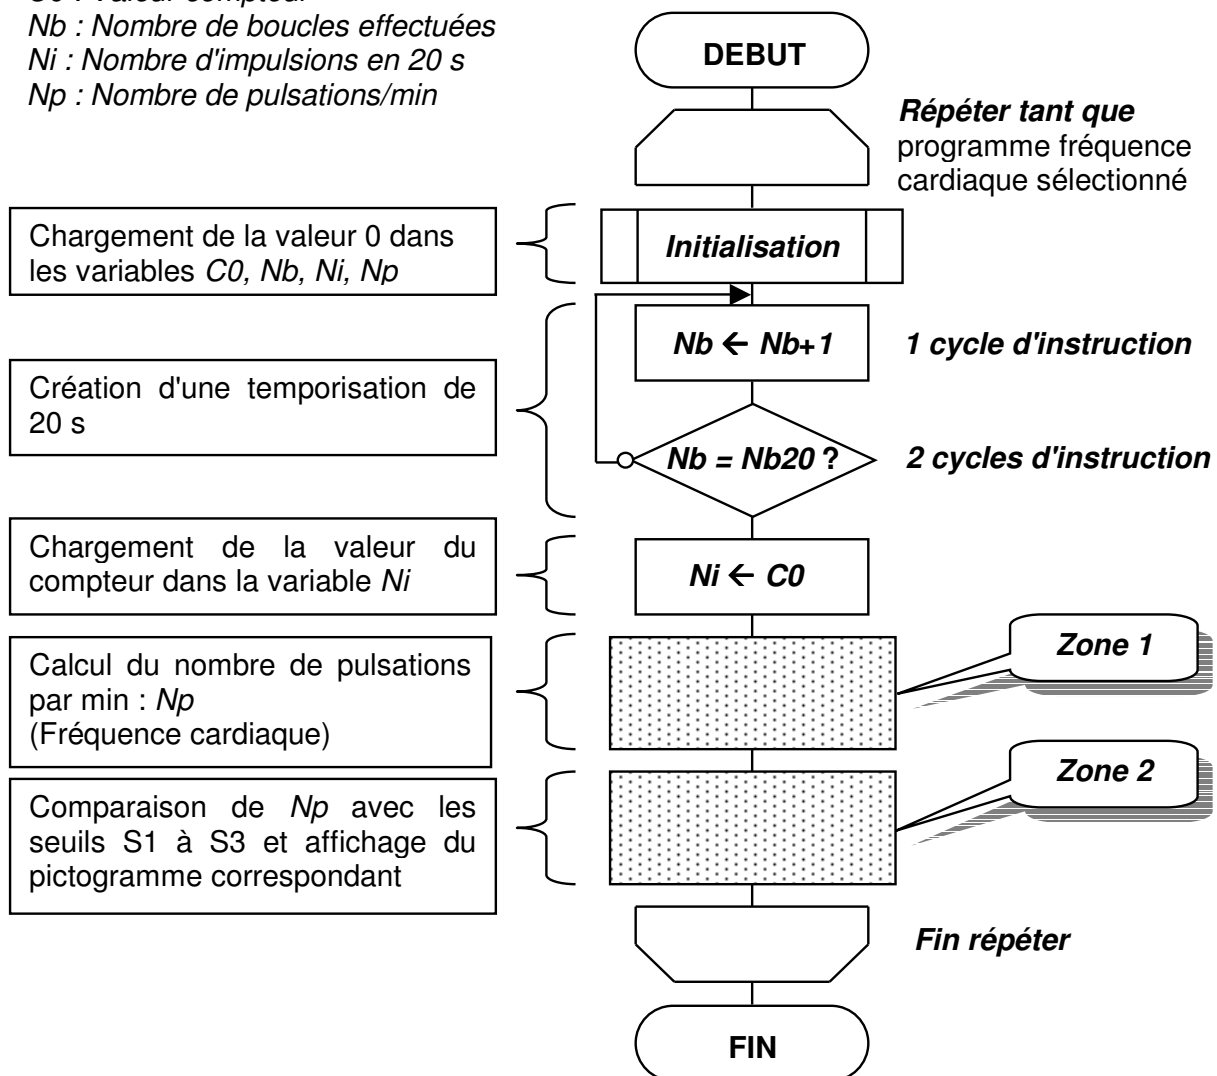 Nb : Nombre de boucles effectuées
Ni : Nombre d'impulsions en 20 s
Np : Nombre de pulsations/min
DEBUT
Répéter tant que
programme fréquence
cardiaque sélectionné
Chargement de la valeur 0 dans
les variables C0, Nb, Ni, Np
Initialisation
Nb ← Nb+1
1 cycle d'instruction
Création d'une temporisation de
20 s
Nb = Nb20 ?
2 cycles d'instruction
Chargement de la valeur du
compteur dans la variable Ni
Ni ← C0
Zone 1
Calcul du nombre de pulsations
par min : Np
(Fréquence cardiaque)
Zone 2
Comparaison de Np avec les
seuils S1 à S3 et affichage du
pictogramme correspondant
Fin répéter
FIN